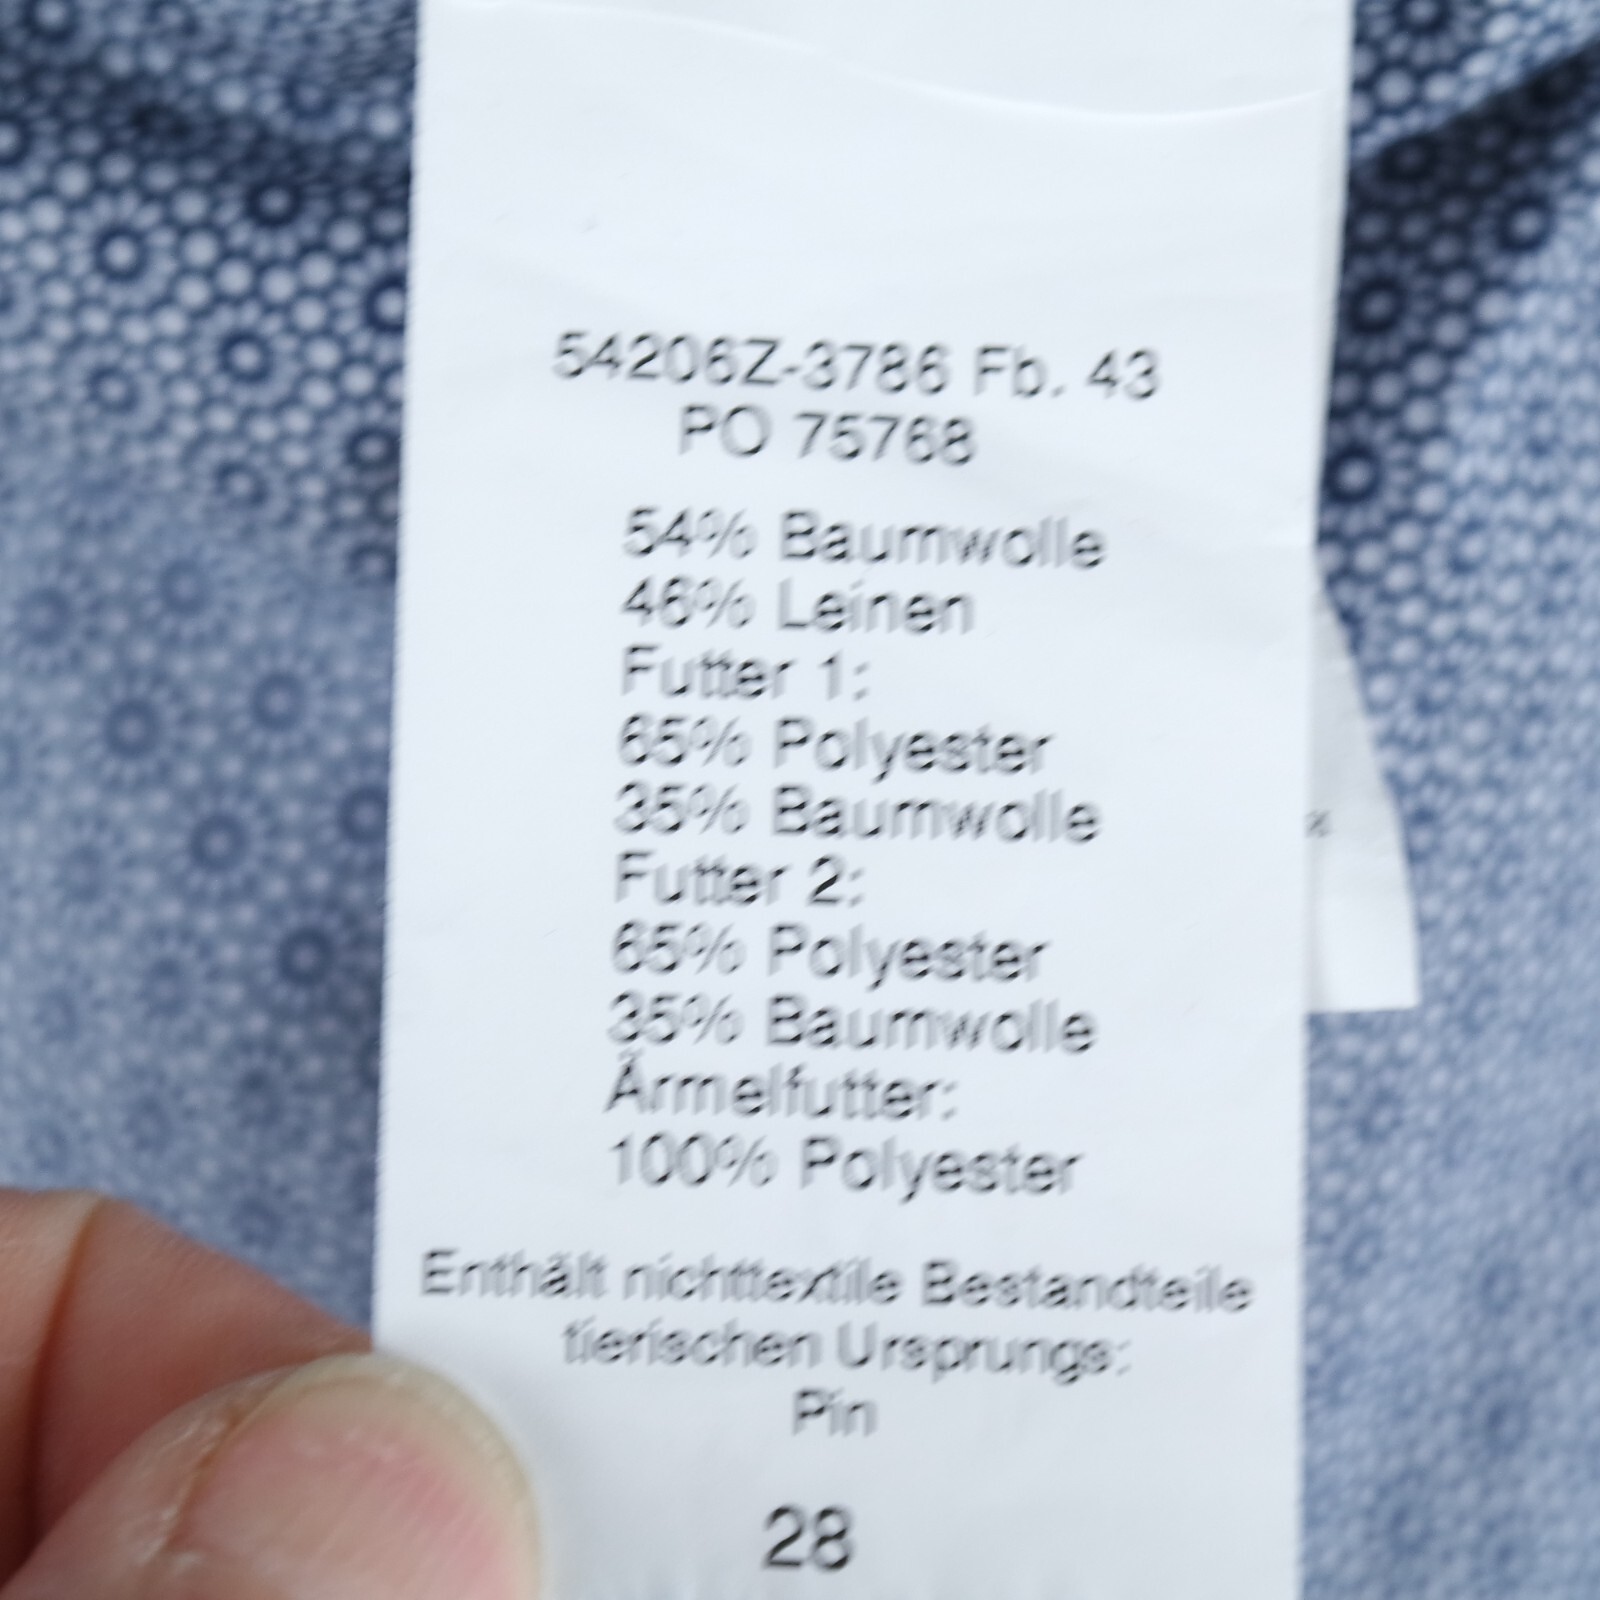 54206Z-3786 Fb. 43
PO 75768
54% Baumwolle
46% Leinen
Futter 1:
65% Polyester
35% Baumwolle
Futter 2:
65% Polyester
35% Baumwolle
Ärmelfutter:
100% Polyester
Enthält nichttextile Bestandteile
tierischen Ursprungs:
Pin
28